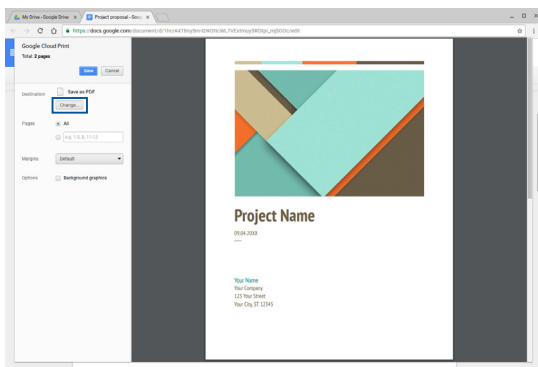 My Drive - Google Drive
Project proposal - Goog
https://docs.google.com/document/d/
Google Cloud Print
Total: 2 pages
Save
Cancel
Destination
Save as PDF
Change...
Pages
All
e.g. 1-5, 8, 11-13
Margins
Default
Options
Background graphics
Project Name
09.04.20XX
Your Name
Your Company
123 Your Street
Your City, ST 12345